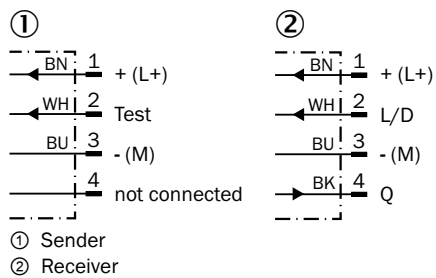 ① ②
BN 1 + (L+)
WH 2 Test
BU 3 - (M)
4 not connected
BN 1 + (L+)
WH 2 L/D
BU 3 - (M)
BK 4 Q
① Sender
② Receiver